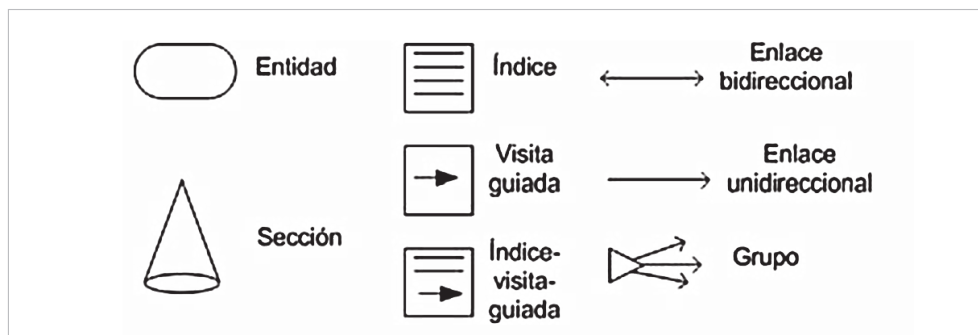 Entidad
Índice
Enlace
bidireccional
Visita
guiada
Enlace
unidireccional
Sección
Índice-
visita-
guiada
Grupo